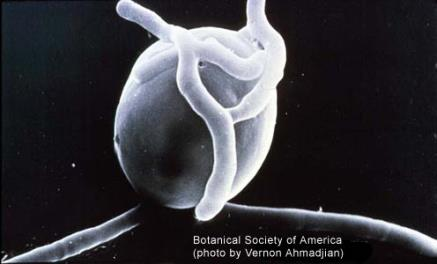 Botanical Society of America
(photo by Vernon Ahmadjian)